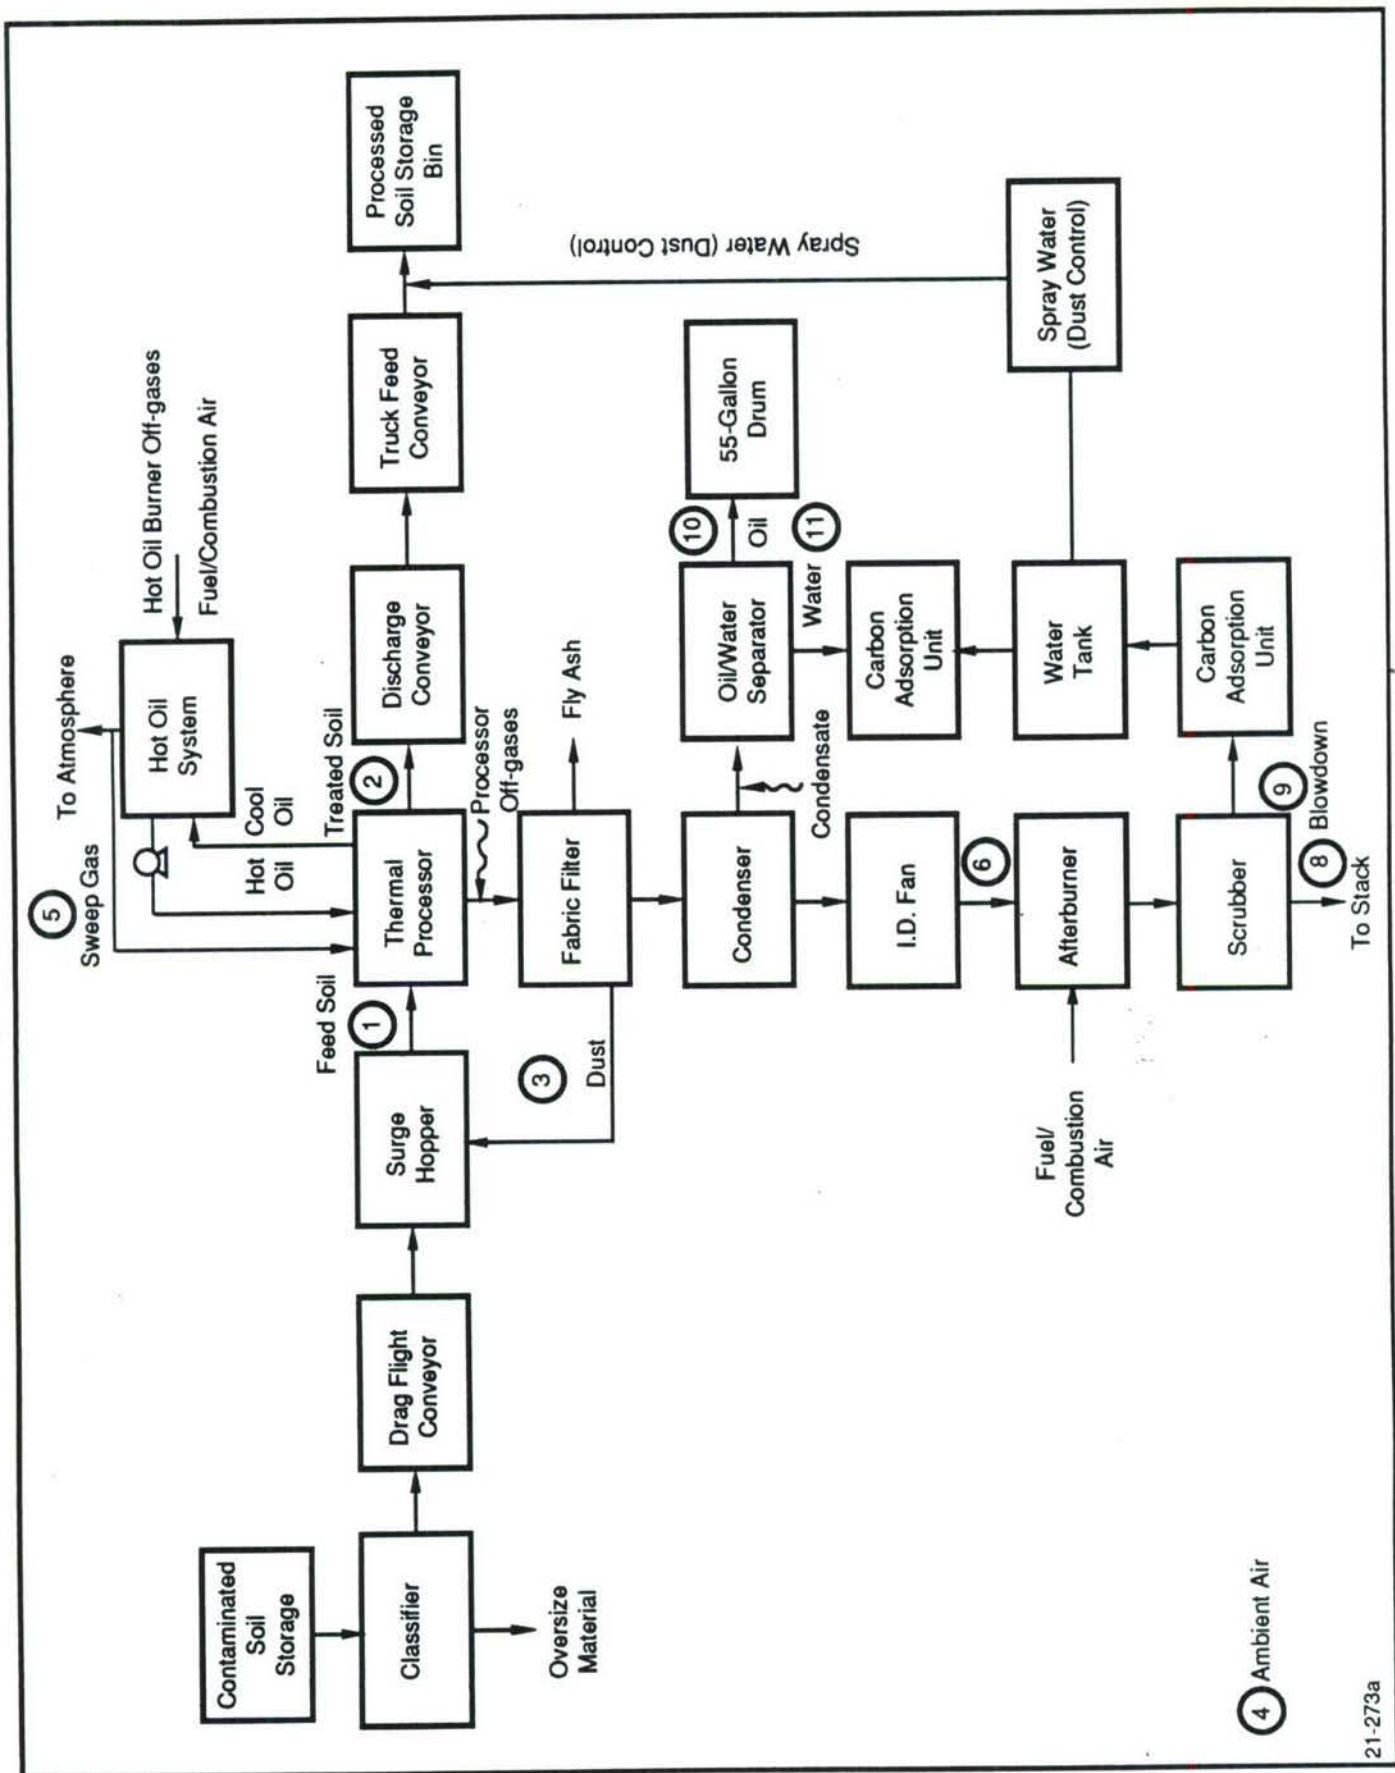 5
Sweep Gas
To Atmosphere
Hot Oil Burner Off-gases
Fuel/Combustion Air
Hot Oil
System
Hot
Oil
Cool
Oil
Contaminated
Soil
Storage
Classifier
Oversize
Material
Drag Flight
Conveyor
Surge
Hopper
Feed Soil
1
Thermal
Processor
Treated Soil
2
Discharge
Conveyor
Truck Feed
Conveyor
Processed
Soil Storage
Bin
Processor
Off-gases
3
Dust
Fabric Filter
Fly Ash
Spray Water (Dust Control)
Condenser
Condensate
Oil/Water
Separator
10
Oil
55-Gallon
Drum
Water
11
I.D. Fan
Carbon
Adsorption
Unit
6
Fuel/
Combustion
Air
Afterburner
Water
Tank
Spray Water
(Dust Control)
Scrubber
9
Blowdown
Carbon
Adsorption
Unit
8
To Stack
4
Ambient Air
21-273a